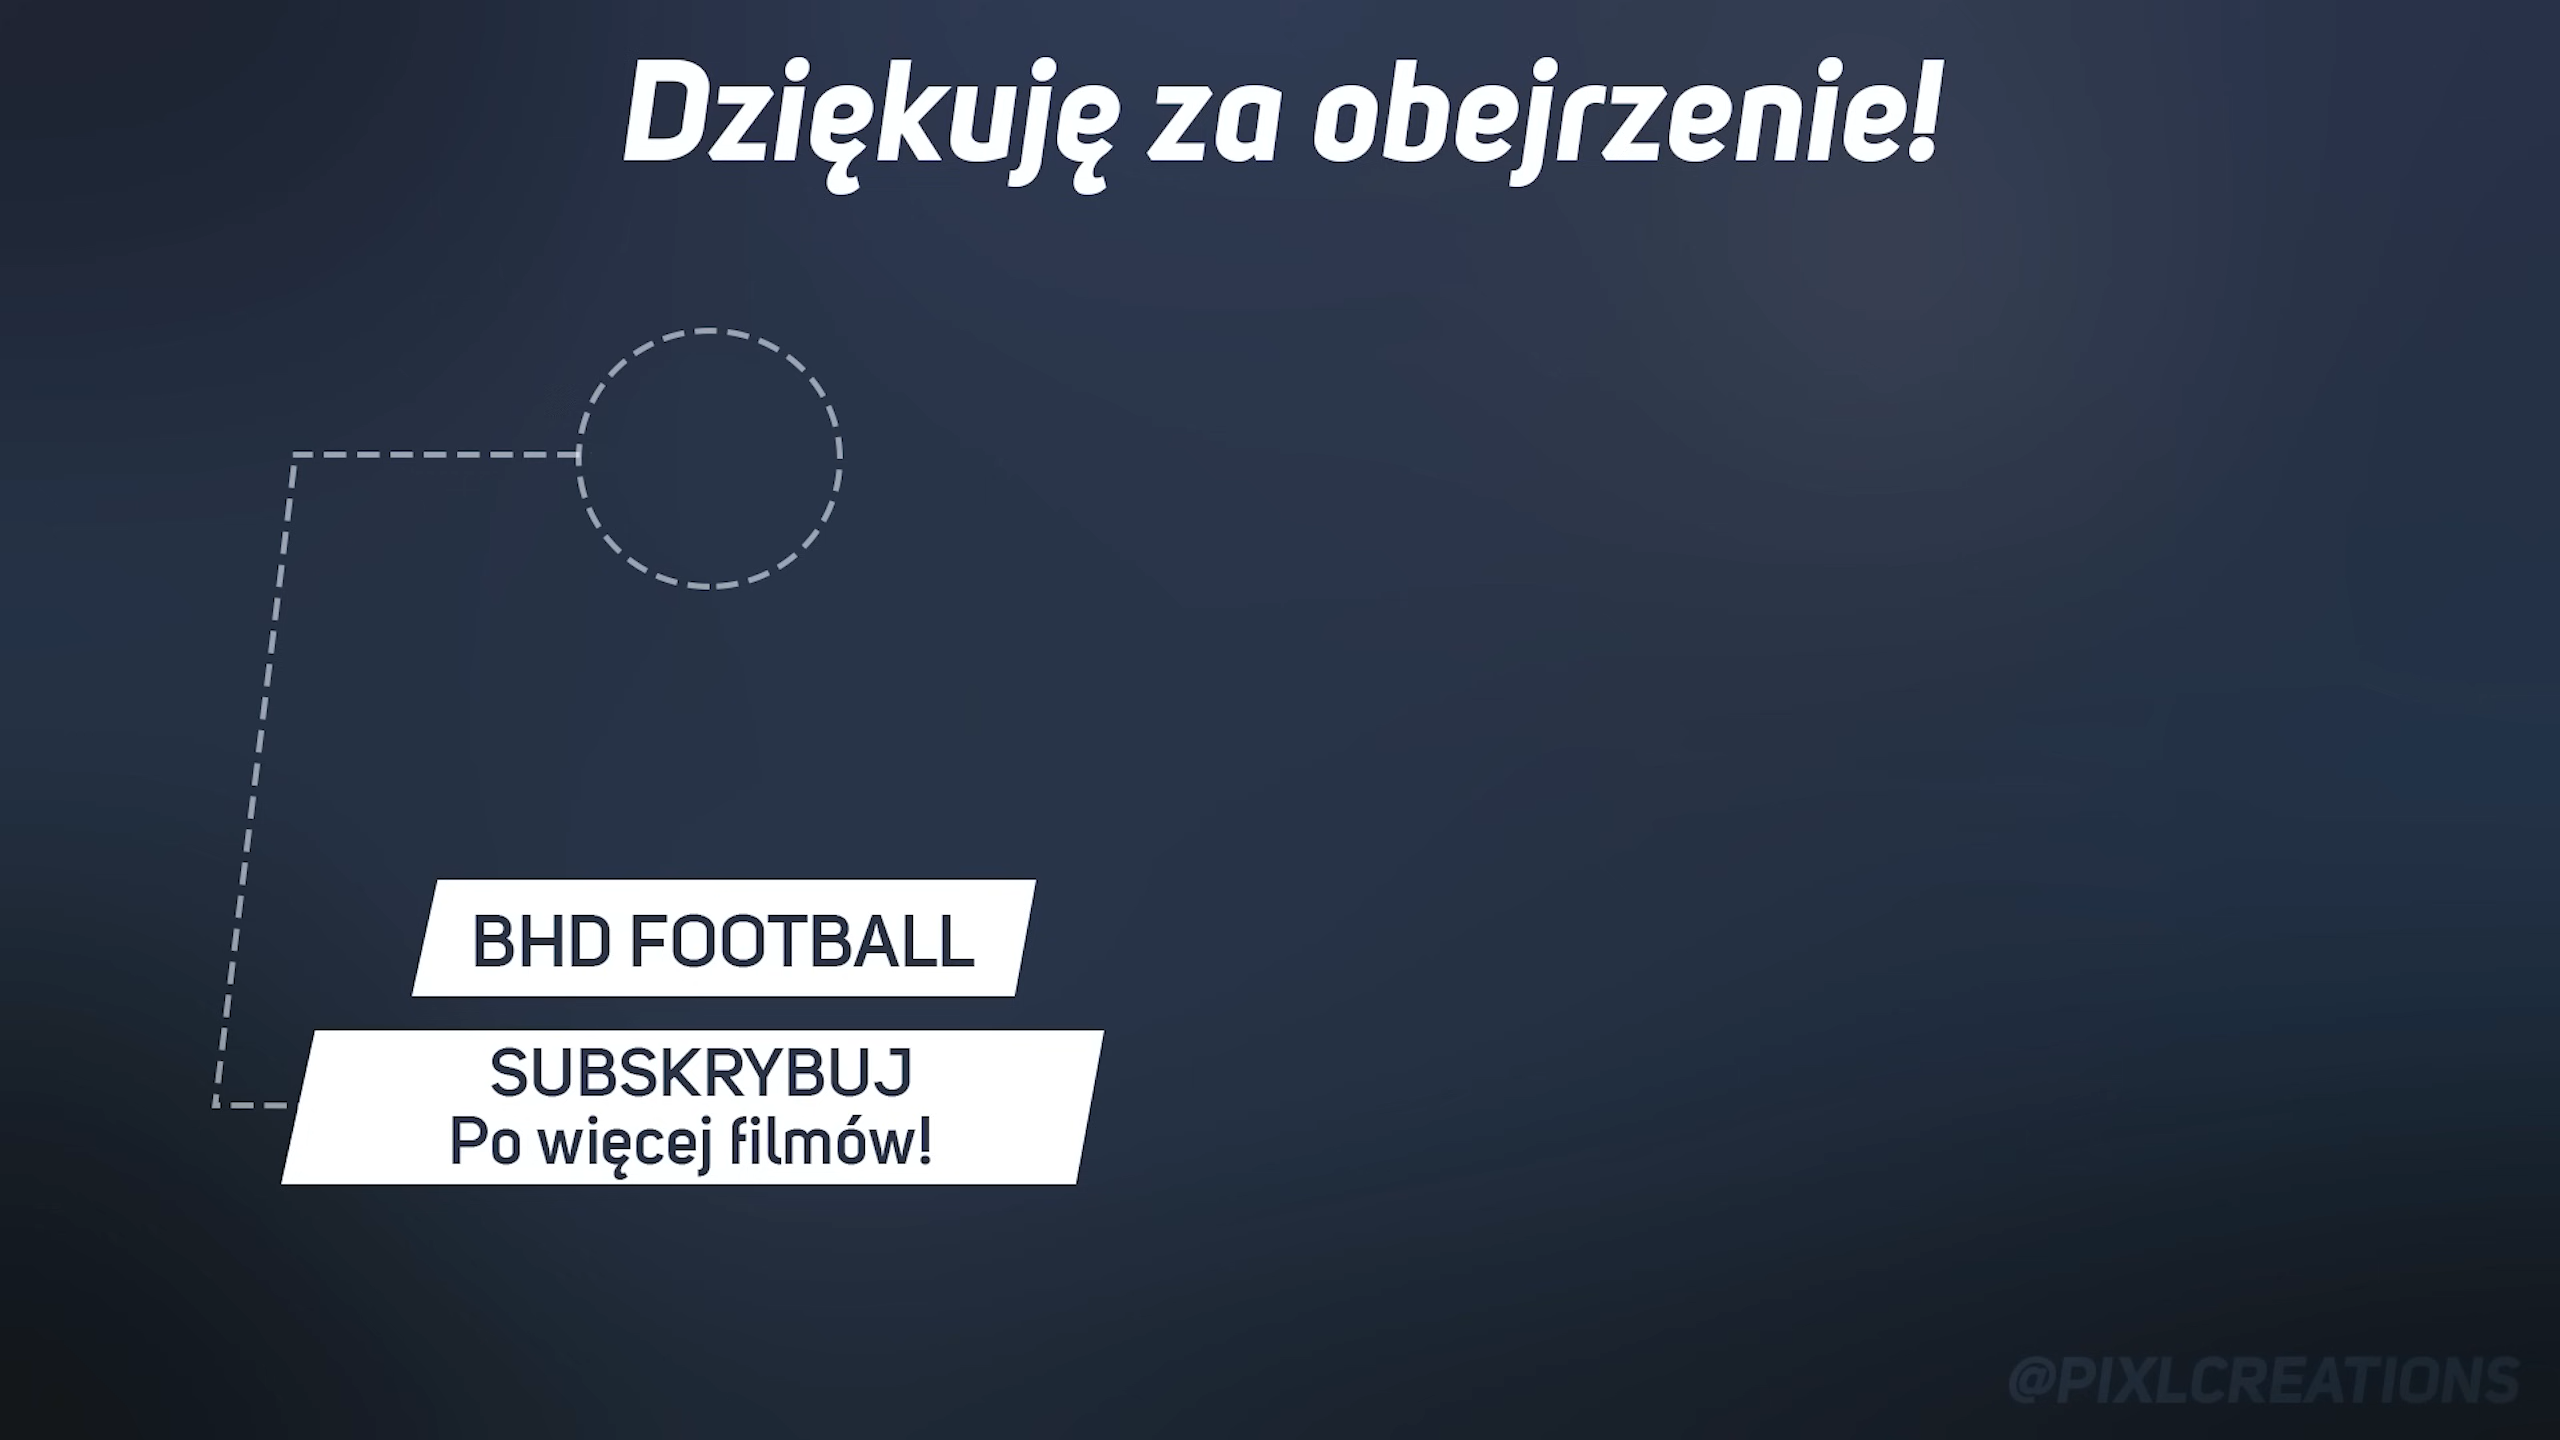 Dziękuję za obejrzenie!
BHD FOOTBALL
SUBSKRYBUJ
Po więcej filmów!
@PIXLCREATIONS